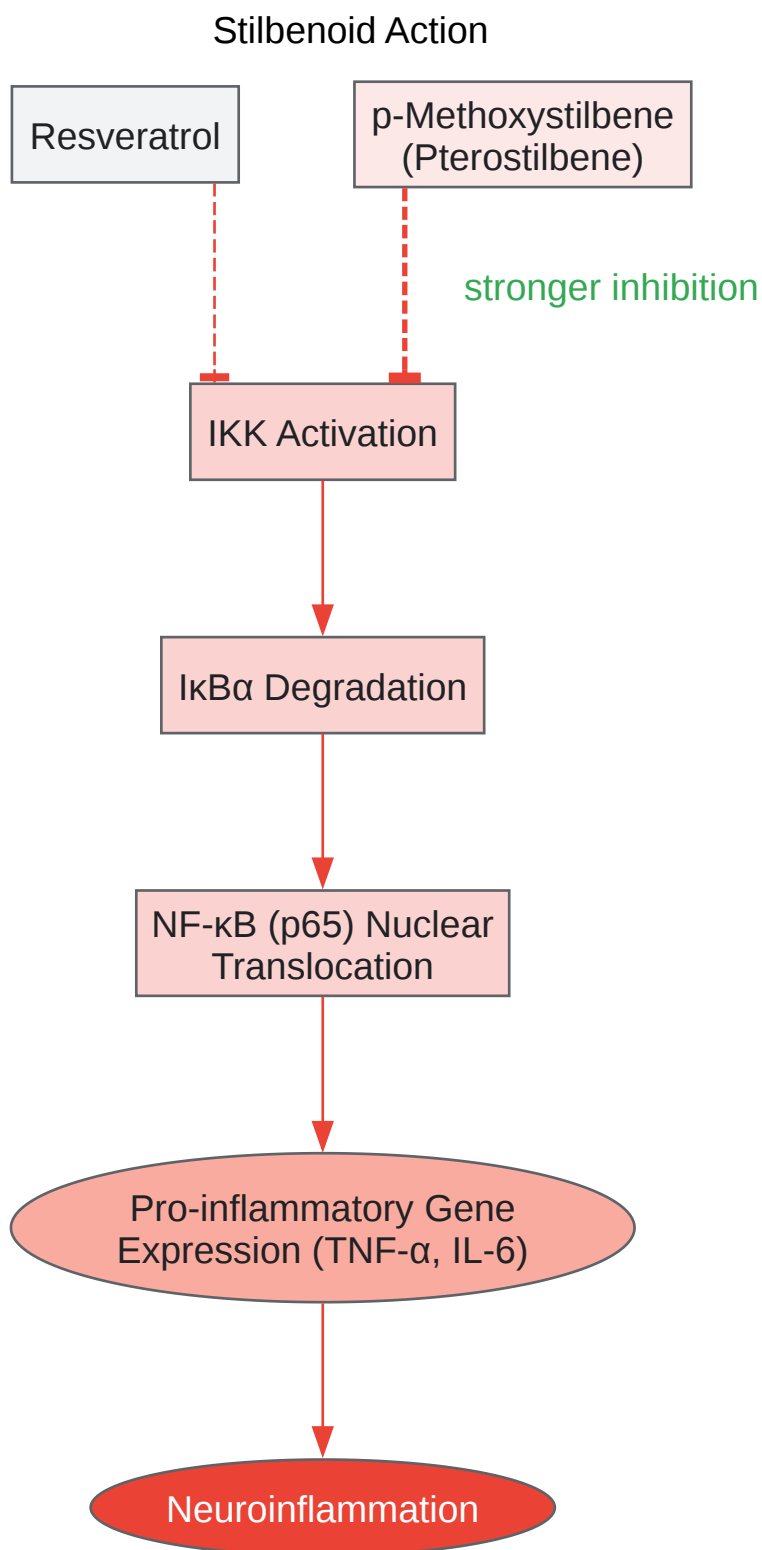 Stilbenoid Action
Resveratrol
p-Methoxystilbene
(Pterostilbene)
stronger inhibition
IKK Activation
IκBα Degradation
NF-κB (p65) Nuclear
Translocation
Pro-inflammatory Gene
Expression (TNF-α, IL-6)
Neuroinflammation